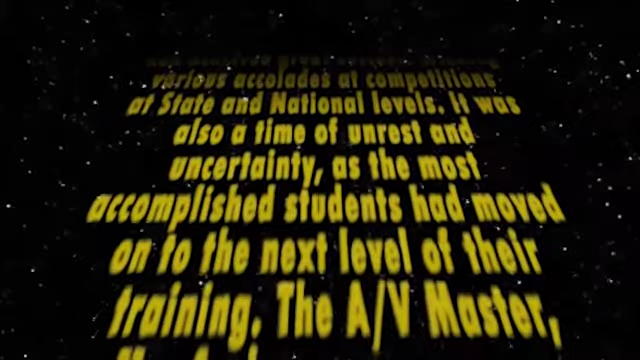 various accolades at competitions
at State and National levels. It was
also a time of unrest and
uncertainty, as the most
accomplished students had moved
on to the next level of their
training. The A/V Master,